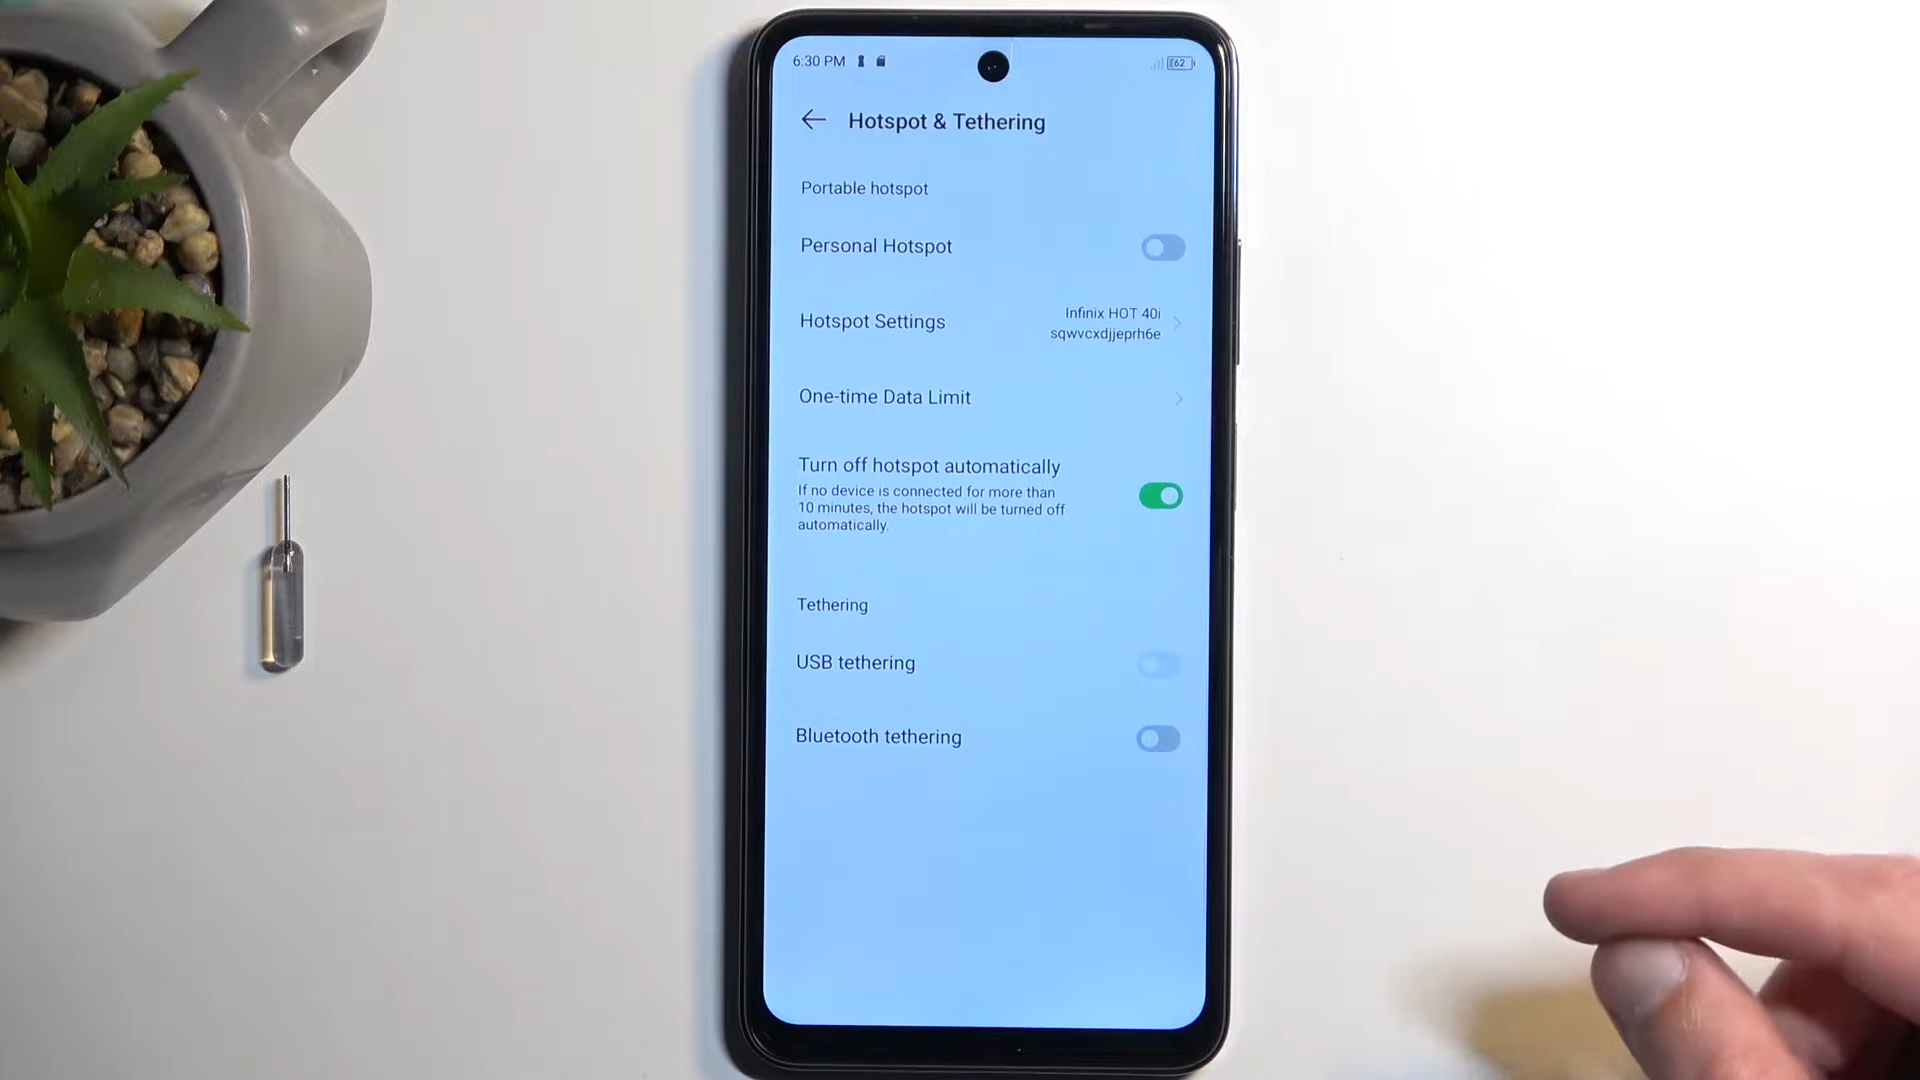 6:30 PM
62
Hotspot & Tethering
Portable hotspot
Personal Hotspot
Hotspot Settings
Infinix HOT 40i
sqwvcxdjjeprh6e
One-time Data Limit
Turn off hotspot automatically
If no device is connected for more than
10 minutes, the hotspot will be turned off
automatically.
Tethering
USB tethering
Bluetooth tethering